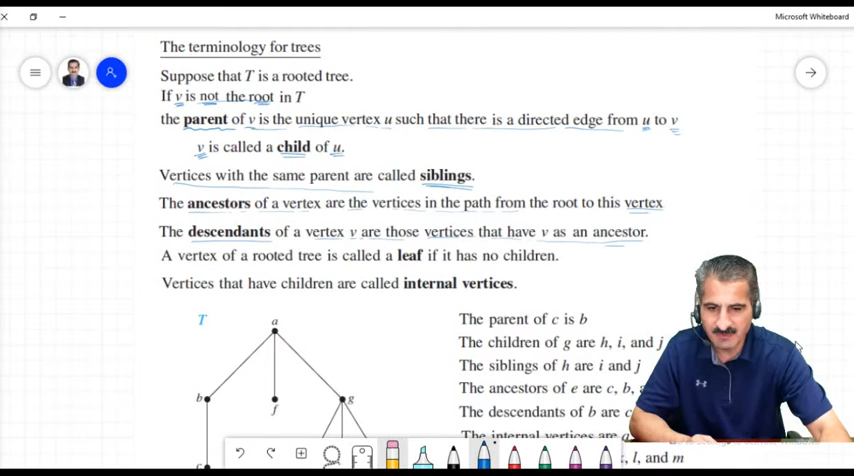 Microsoft Whiteboard
The terminology for trees
Suppose that T is a rooted tree.
If v is not the root in T
the parent of v is the unique vertex u such that there is a directed edge from u to v
v is called a child of u.
Vertices with the same parent are called siblings.
The ancestors of a vertex are the vertices in the path from the root to this vertex
The descendants of a vertex v are those vertices that have v as an ancestor.
A vertex of a rooted tree is called a leaf if it has no children.
Vertices that have children are called internal vertices.
T
a
b
f
g
c
The parent of c is b
The children of g are h, i, and j
The siblings of h are i and j
The ancestors of e are c, b,
The descendants of b are c
The internal vertices are a
, l, and m